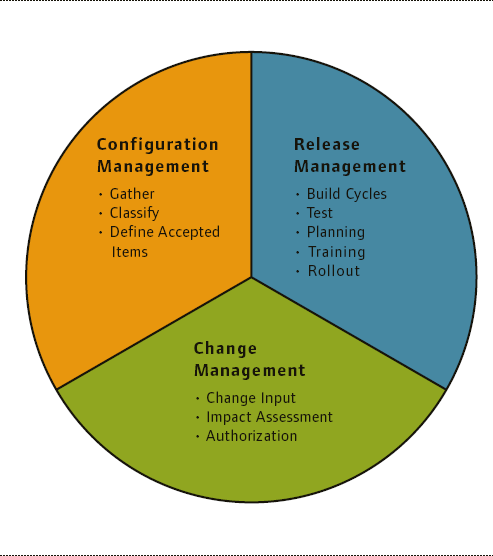 Configuration
Management
· Gather
· Classify
· Define Accepted
Items
Release
Management
· Build Cycles
· Test
· Planning
· Training
· Rollout
Change
Management
· Change Input
· Impact Assessment
· Authorization